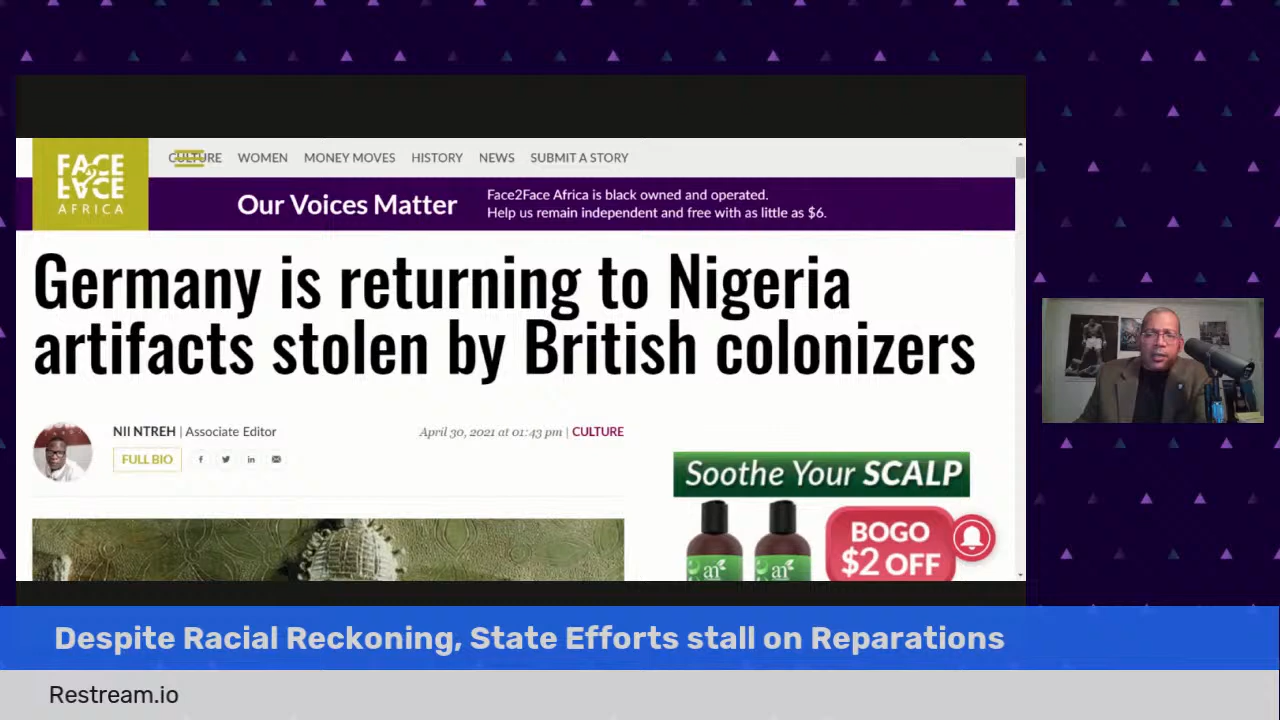 FACE
2
FACE
AFRICA
CULTURE WOMEN MONEY MOVES HISTORY NEWS SUBMIT A STORY
Our Voices Matter
Face2Face Africa is black owned and operated.
Help us remain independent and free with as little as $6.
Germany is returning to Nigeria
artifacts stolen by British colonizers
NII NTREH | Associate Editor
April 30, 2021 at 01:43 pm | CULTURE
FULL BIO
Soothe Your SCALP
BOGO
$2 OFF
an
an
Despite Racial Reckoning, State Efforts stall on Reparations
Restream.io